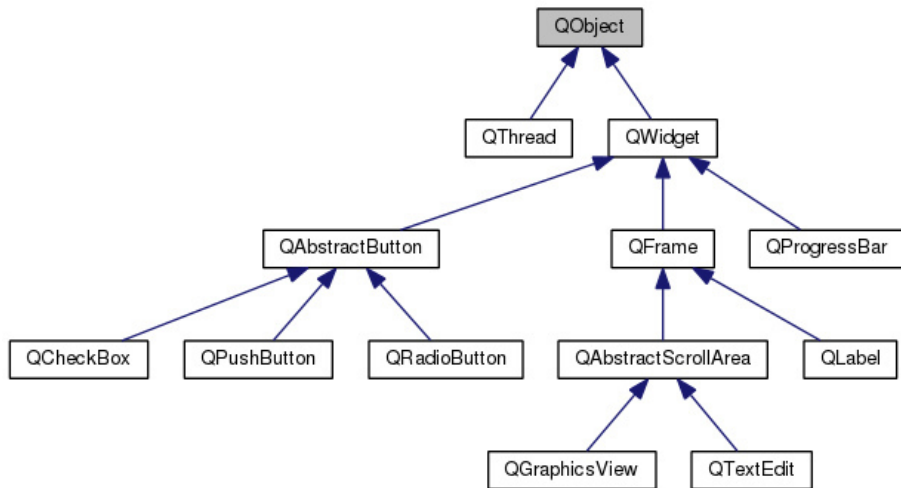 QObject
QThread
QWidget
QAbstractButton
QFrame
QProgressBar
QCheckBox
QPushButton
QRadioButton
QAbstractScrollArea
QLabel
QGraphicsView
QTextEdit